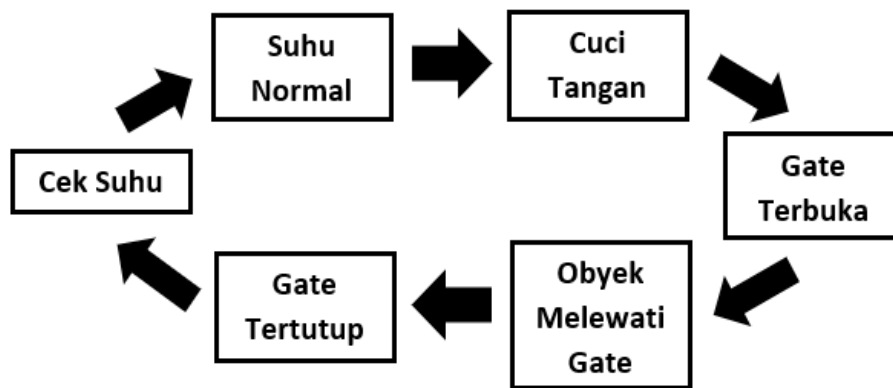 Suhu
Normal
Cuci
Tangan
Cek Suhu
Gate
Terbuka
Gate
Tertutup
Obyek
Melewati
Gate